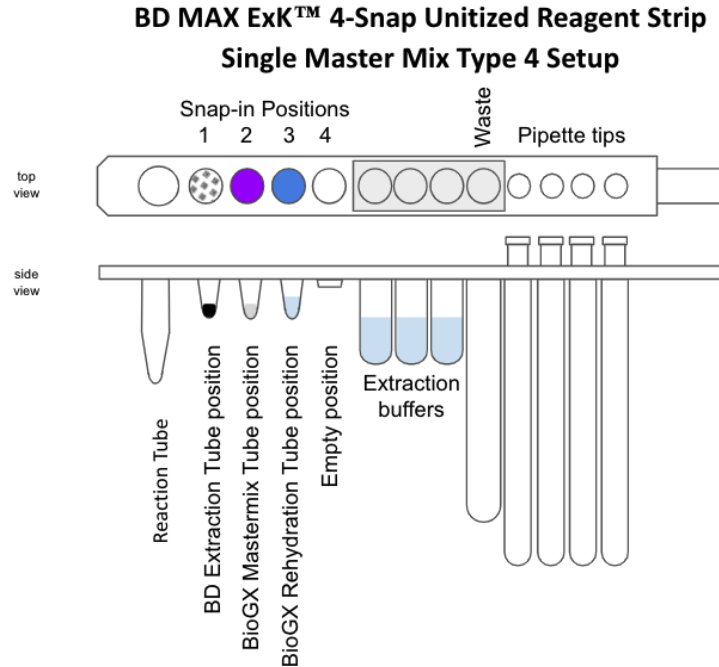 BD MAX ExK™ 4-Snap Unitized Reagent Strip
Single Master Mix Type 4 Setup
Snap-in Positions
1 2 3 4
Waste
Pipette tips
top
view
side
view
Reaction Tube
BD Extraction Tube position
BioGX Mastermix Tube position
BioGX Rehydration Tube position
Empty position
Extraction
buffers